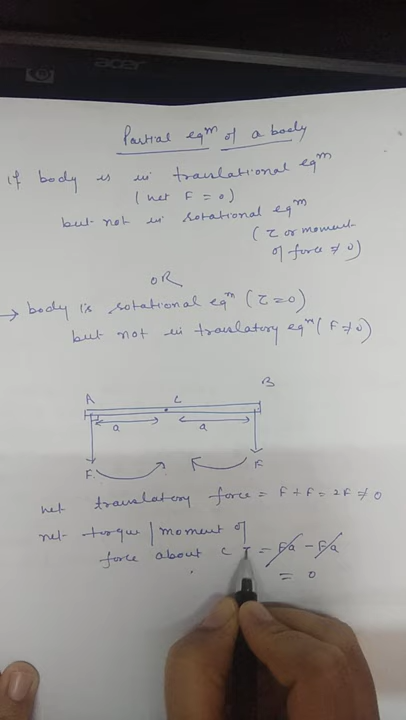 acer
Partial eqm of a body
if body is in translational eqm
( net F = 0 )
but not in rotational eqm
( τ or moment
of force ≠ 0 )
OR
→ body is rotational eqm ( τ = 0 )
but not in translatory eqm ( F ≠ 0 )
A C B
a a
F F
net translatory force = F + F = 2F ≠ 0
net torque / moment of
force about C = Fa - Fa
= 0